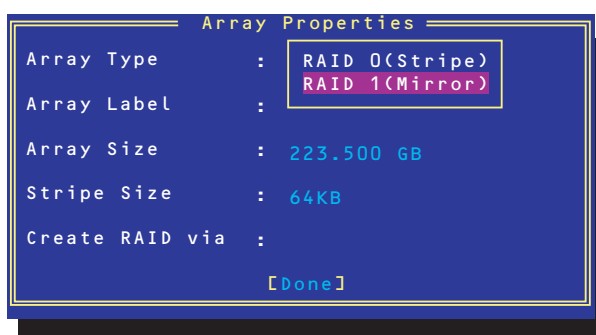 Array Properties
Array Type : RAID 0(Stripe)
RAID 1(Mirror)
Array Label :
Array Size : 223.500 GB
Stripe Size : 64KB
Create RAID via :
[Done]